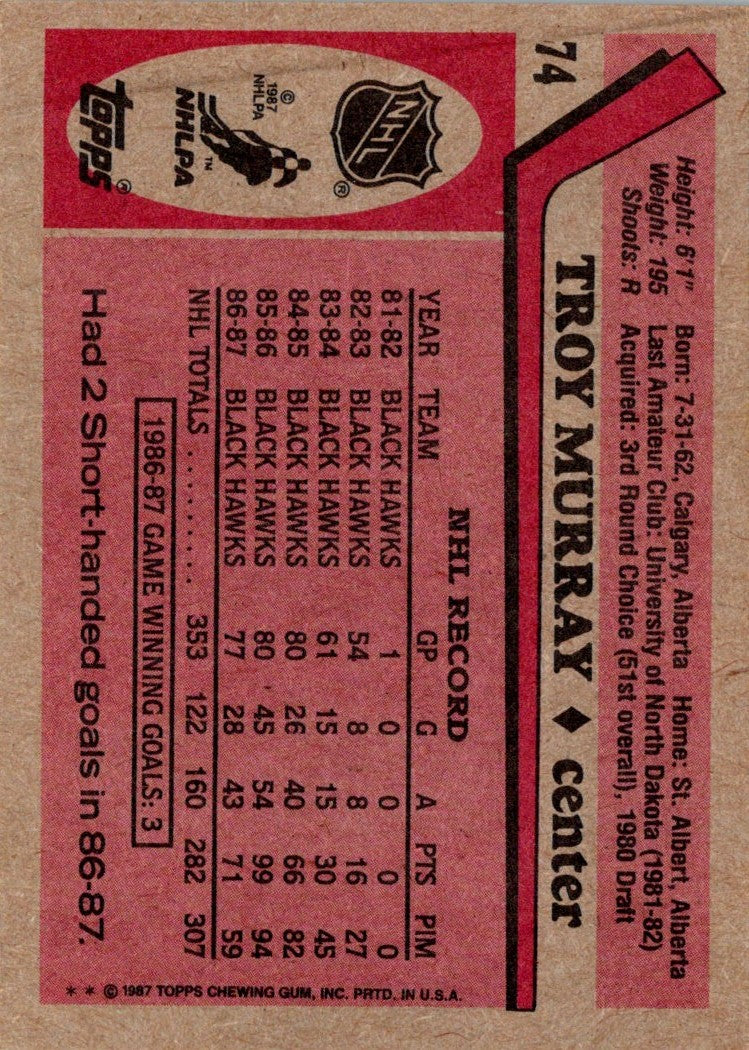 74
Height: 6'1" Born: 7-31-62, Calgary, Alberta Home: St. Albert, Alberta
Weight: 195 Last Amateur Club: University of North Dakota (1981-82)
Shoots: R Acquired: 3rd Round Choice (51st overall), 1980 Draft
TROY MURRAY ♦ center
NHL
®
© 1987 NHLPA
NHLPA™
Topps®
NHL RECORD
YEAR TEAM GP G A PTS PIM
81-82 BLACK HAWKS 1 0 0 0 0
82-83 BLACK HAWKS 54 8 8 16 27
83-84 BLACK HAWKS 61 15 15 30 45
84-85 BLACK HAWKS 80 26 40 66 82
85-86 BLACK HAWKS 80 45 54 99 94
86-87 BLACK HAWKS 77 28 43 71 59
NHL TOTALS .......... 353 122 160 282 307
1986-87 GAME WINNING GOALS: 3
Had 2 Short-handed goals in 86-87.
* * © 1987 TOPPS CHEWING GUM, INC. PRTD. IN U.S.A.